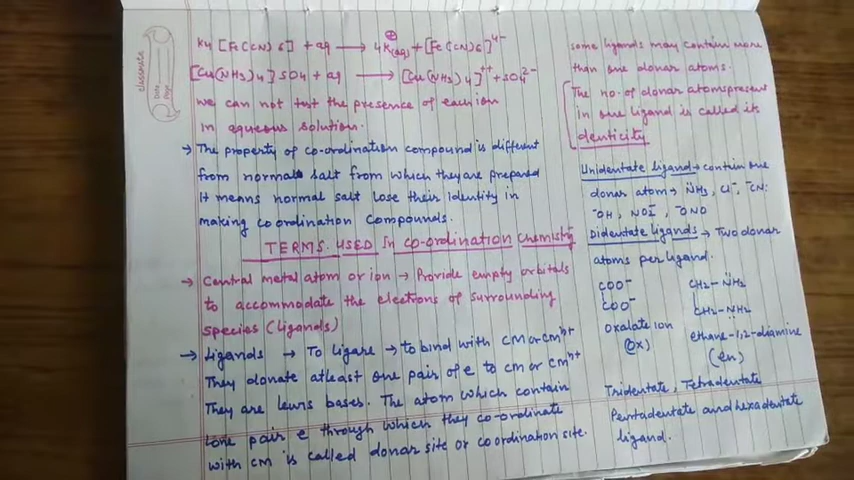 classmate
Date
Page
K4 [Fe(CN)6] + aq → 4K⊕(aq) + [Fe(CN)6]4-
[Cu(NH3)4]SO4 + aq → [Cu(NH3)4]++ + SO42-
we can not test the presence of each ion
in aqueous solution.
→ The property of co-ordination compound is different
from normal salt from which they are prepared
It means normal salt lose their identity in
making coordination compounds.
TERMS USED In CO-ORDINATION Chemistry
→ Central metal atom or ion → Provide empty orbitals
to accommodate the electrons of surrounding
species (ligands)
→ ligands → To ligare → to bind with CM or CMn+
They donate atleast one pair of e to CM or CMn+
They are lewis bases. The atom which contain
lone pair e through which they co-ordinate
with CM is called donar site or coordination site.
some ligands may contain more
than one donar atoms.
The no. of donar atoms present
in one ligand is called its
denticity.
Unidentate ligand → contain one
donar atom → N̈H3, Cl-, -CN:
-OH, NO2-, -ONO
Didentate ligands → Two donar
atoms per ligand.
COO- CH2-N̈H2
COO- CH2-N̈H2
oxalate ion ethane-1,2-diamine
(ox) (en)
Tridentate, Tetradentate
Pentadentate and hexadentate
ligand.